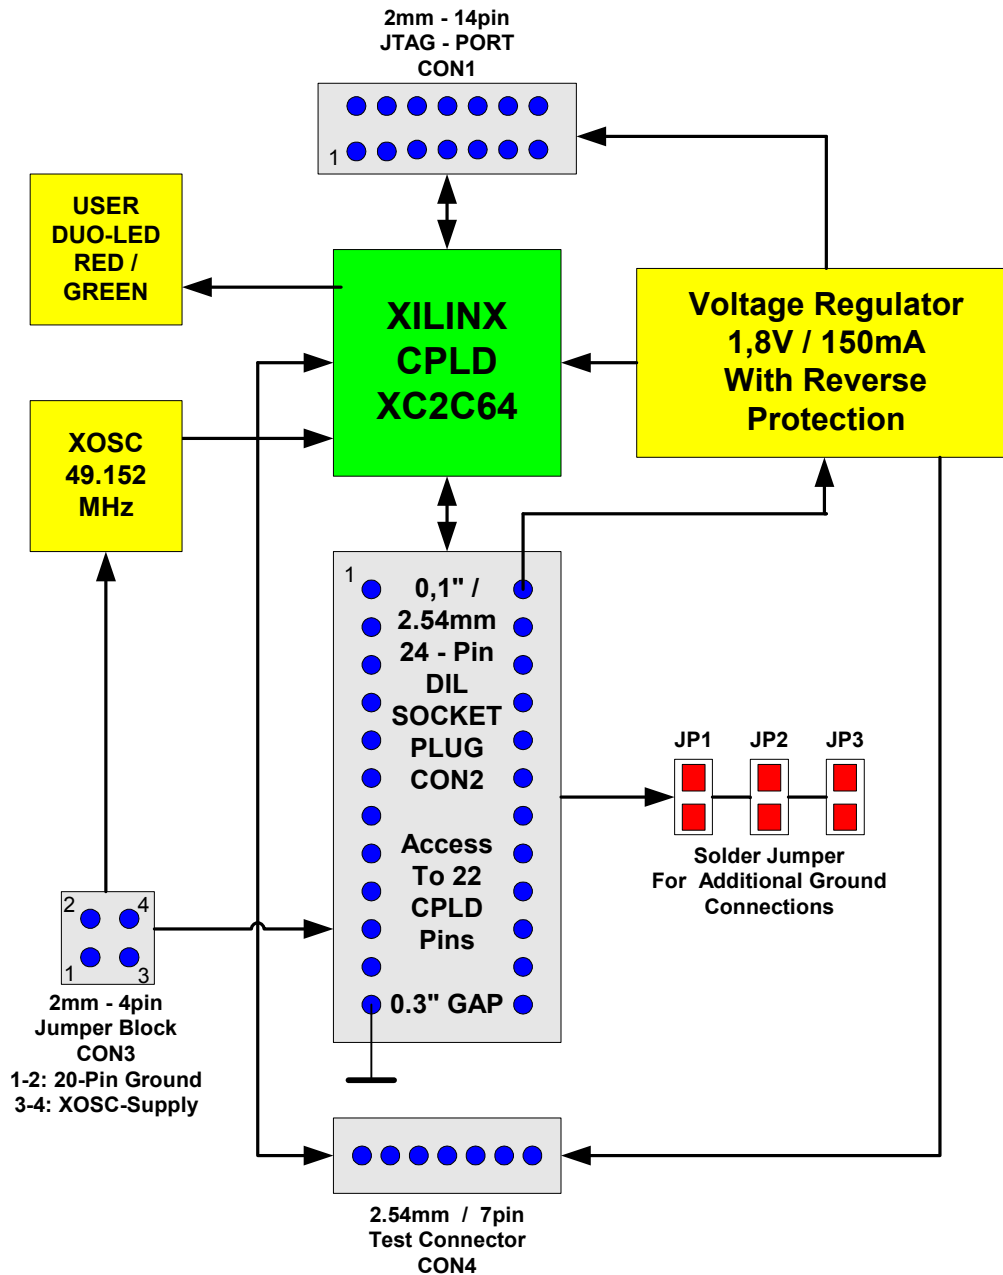 2mm - 14pin
JTAG - PORT
CON1
1
USER
DUO-LED
RED /
GREEN
XILINX
CPLD
XC2C64
Voltage Regulator
1,8V / 150mA
With Reverse
Protection
XOSC
49.152
MHz
1
0,1" /
2.54mm
24 - Pin
DIL
SOCKET
PLUG
CON2
Access
To 22
CPLD
Pins
0.3" GAP
JP1 JP2 JP3
Solder Jumper
For Additional Ground
Connections
2 4
1 3
2mm - 4pin
Jumper Block
CON3
1-2: 20-Pin Ground
3-4: XOSC-Supply
2.54mm / 7pin
Test Connector
CON4